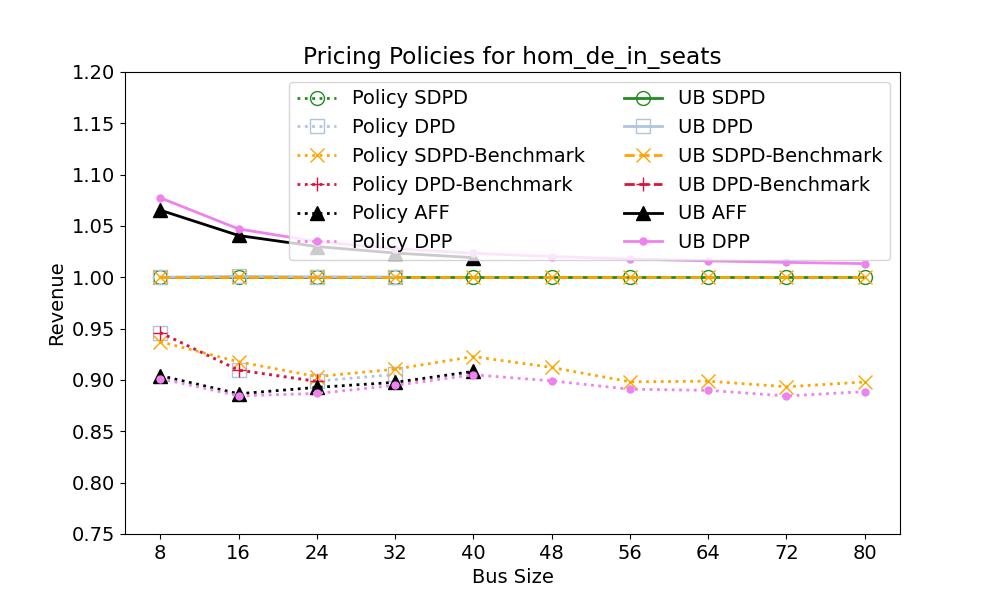 Pricing Policies for hom_de_in_seats
1.20
1.15
1.10
1.05
1.00
0.95
0.90
0.85
0.80
0.75
Revenue
Policy SDPD
Policy DPD
Policy SDPD-Benchmark
Policy DPD-Benchmark
Policy AFF
Policy DPP
UB SDPD
UB DPD
UB SDPD-Benchmark
UB DPD-Benchmark
UB AFF
UB DPP
8 16 24 32 40 48 56 64 72 80
Bus Size